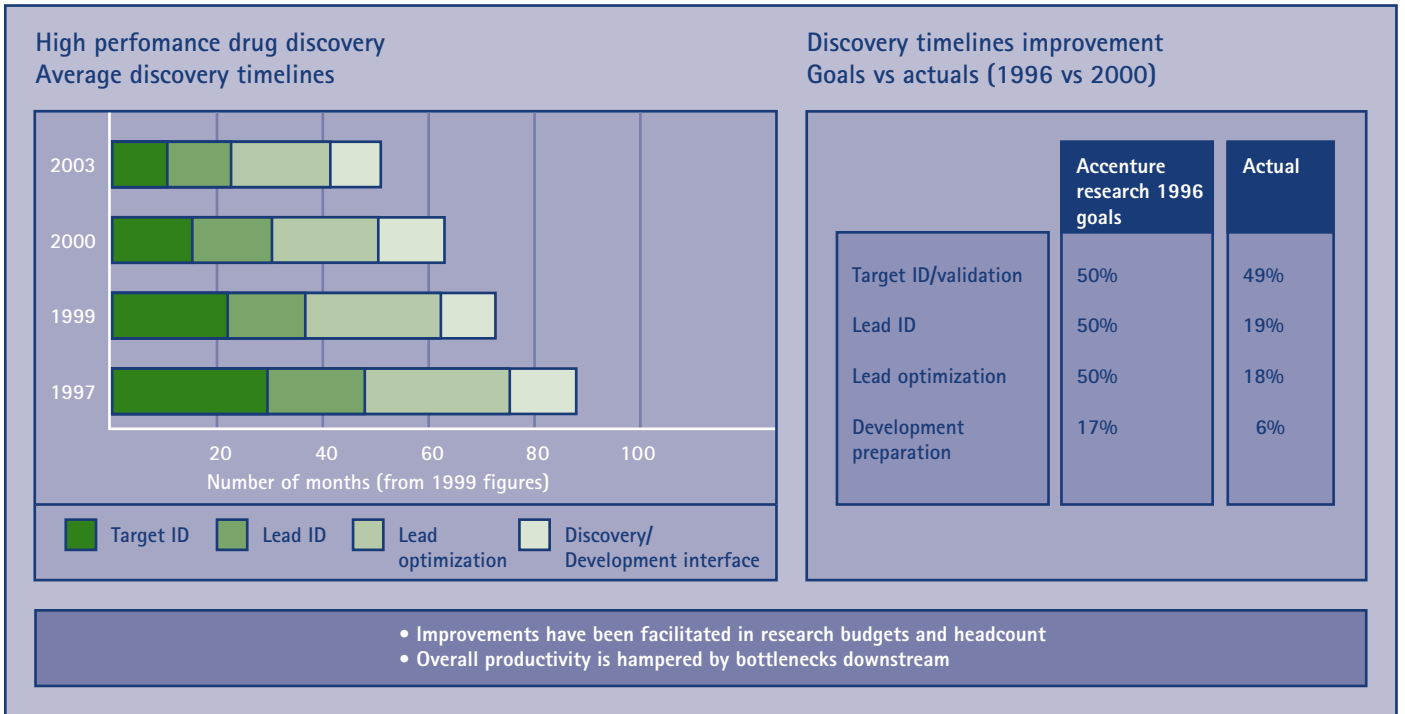 High perfomance drug discovery
Average discovery timelines
2003
2000
1999
1997
20 40 60 80 100
Number of months (from 1999 figures)
Target ID
Lead ID
Lead
optimization
Discovery/
Development interface
Discovery timelines improvement
Goals vs actuals (1996 vs 2000)
Accenture
research 1996
goals
Actual
Target ID/validation 50% 49%
Lead ID 50% 19%
Lead optimization 50% 18%
Development
preparation
17% 6%
• Improvements have been facilitated in research budgets and headcount
• Overall productivity is hampered by bottlenecks downstream